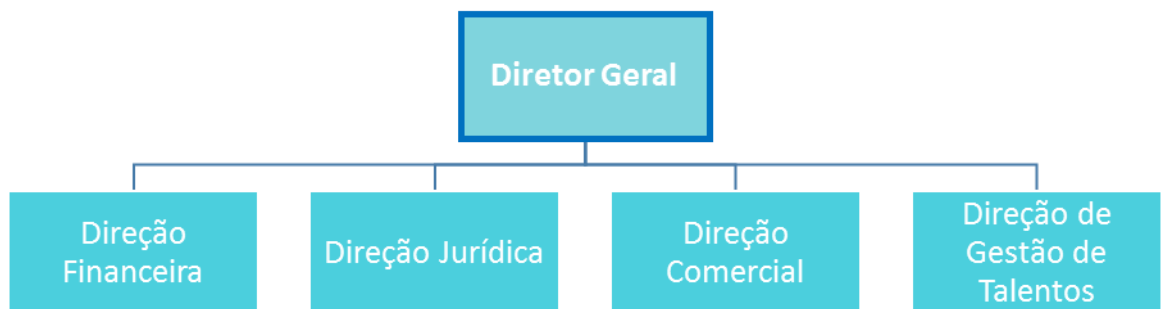 Diretor Geral
Direção
Financeira
Direção Jurídica
Direção
Comercial
Direção de
Gestão de
Talentos